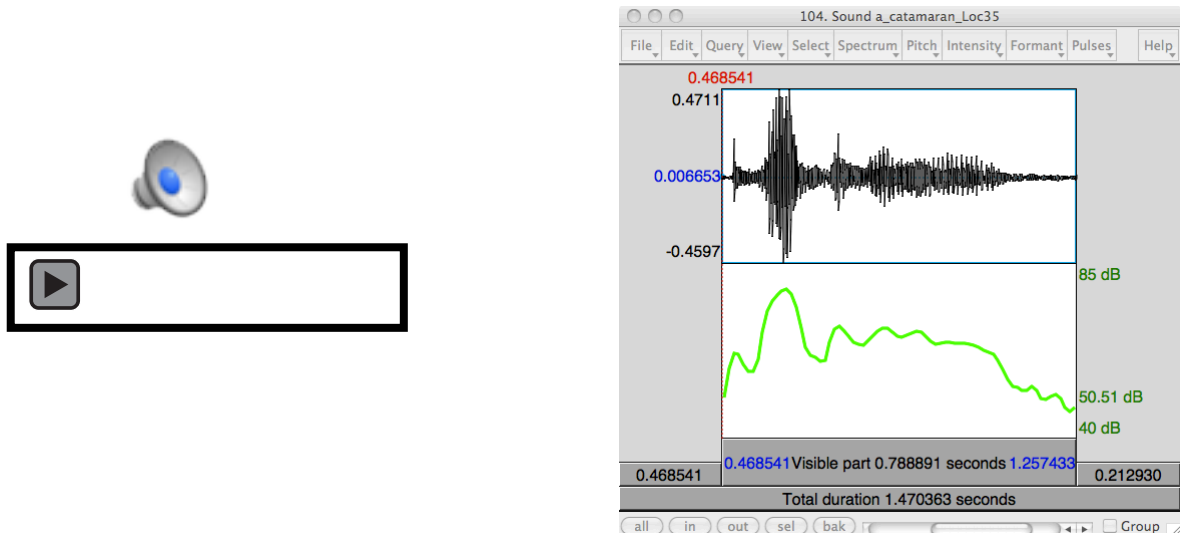 104. Sound a_catamaran_Loc35
File Edit Query View Select Spectrum Pitch Intensity Formant Pulses Help
0.468541
0.4711
0.006653
-0.4597
85 dB
50.51 dB
40 dB
0.468541 Visible part 0.788891 seconds 1.257433
0.468541 0.212930
Total duration 1.470363 seconds
all in out sel bak Group